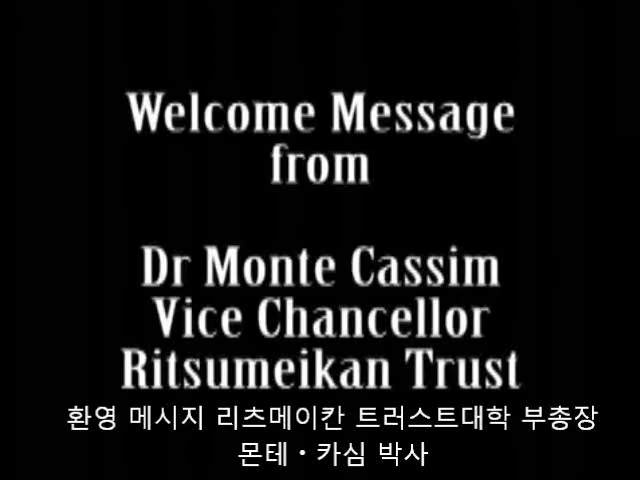 Welcome Message
from
Dr Monte Cassim
Vice Chancellor
Ritsumeikan Trust
환영 메시지 리츠메이칸 트러스트대학 부총장
몬테・카심 박사